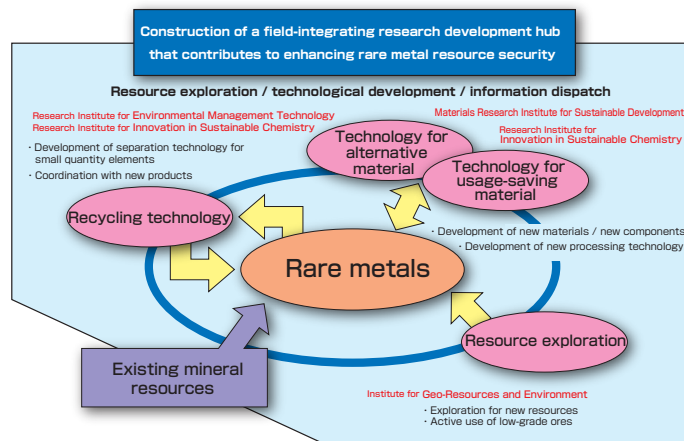 Construction of a field-integrating research development hub
that contributes to enhancing rare metal resource security
Resource exploration / technological development / information dispatch
Research Institute for Environmental Management Technology
Research Institute for Innovation in Sustainable Chemistry
・Development of separation technology for
small quantity elements
・Coordination with new products
Materials Research Institute for Sustainable Development
Research Institute for
Innovation in Sustainable Chemistry
Technology for
alternative
material
Technology for
usage-saving
material
Recycling technology
・Development of new materials / new components
・Development of new processing technology
Rare metals
Resource exploration
Existing mineral
resources
Institute for Geo-Resources and Environment
・Exploration for new resources
・Active use of low-grade ores